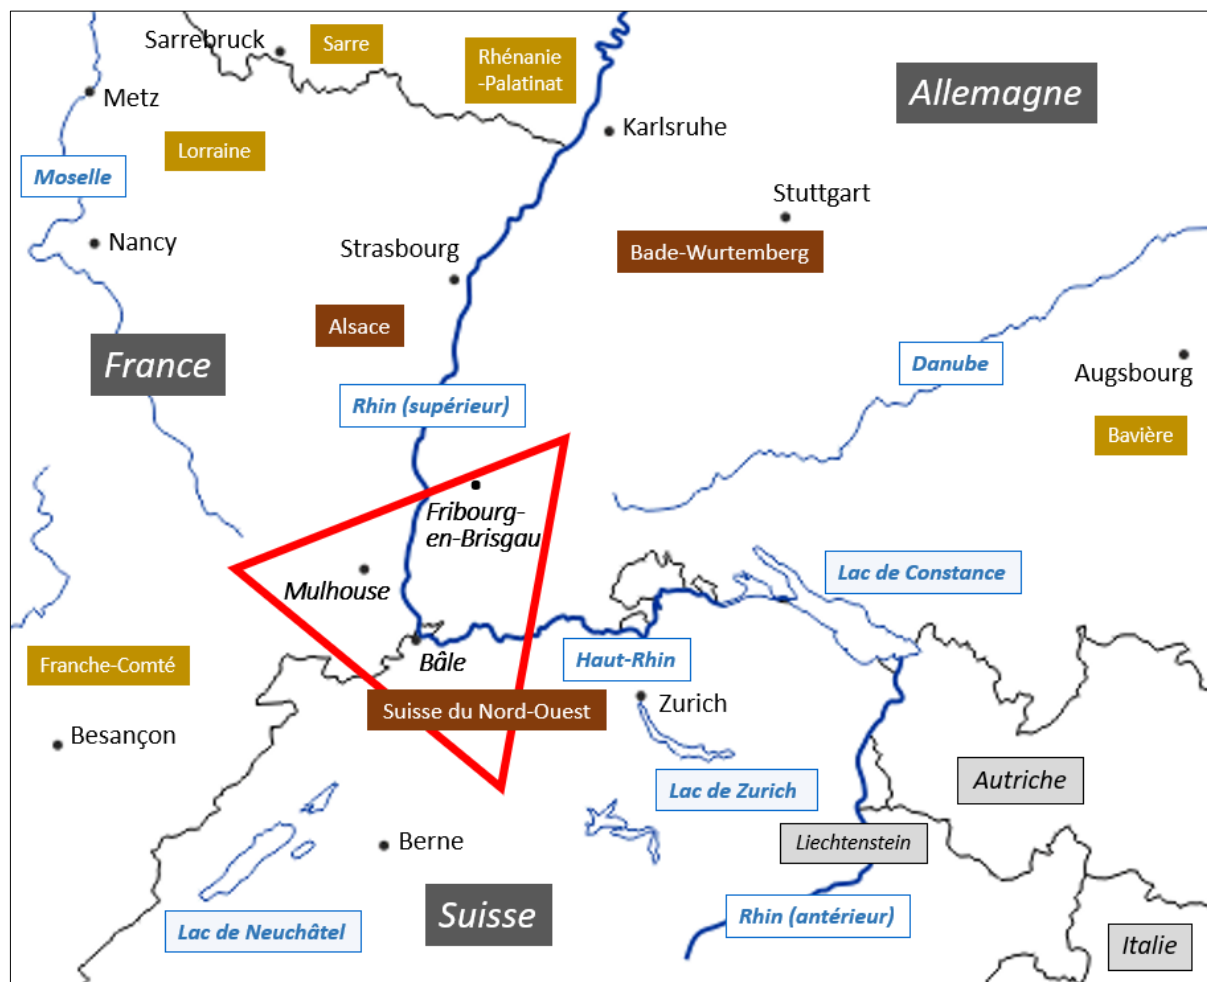 Sarrebruck
Sarre
Rhénanie
-Palatinat
Allemagne
Metz
Karlsruhe
Lorraine
Moselle
Stuttgart
Nancy
Strasbourg
Bade-Wurtemberg
Alsace
France
Danube
Augsbourg
Rhin (supérieur)
Bavière
Fribourg-
en-Brisgau
Mulhouse
Lac de Constance
Bâle
Haut-Rhin
Franche-Comté
Suisse du Nord-Ouest
Zurich
Besançon
Lac de Zurich
Autriche
Berne
Liechtenstein
Suisse
Rhin (antérieur)
Lac de Neuchâtel
Italie